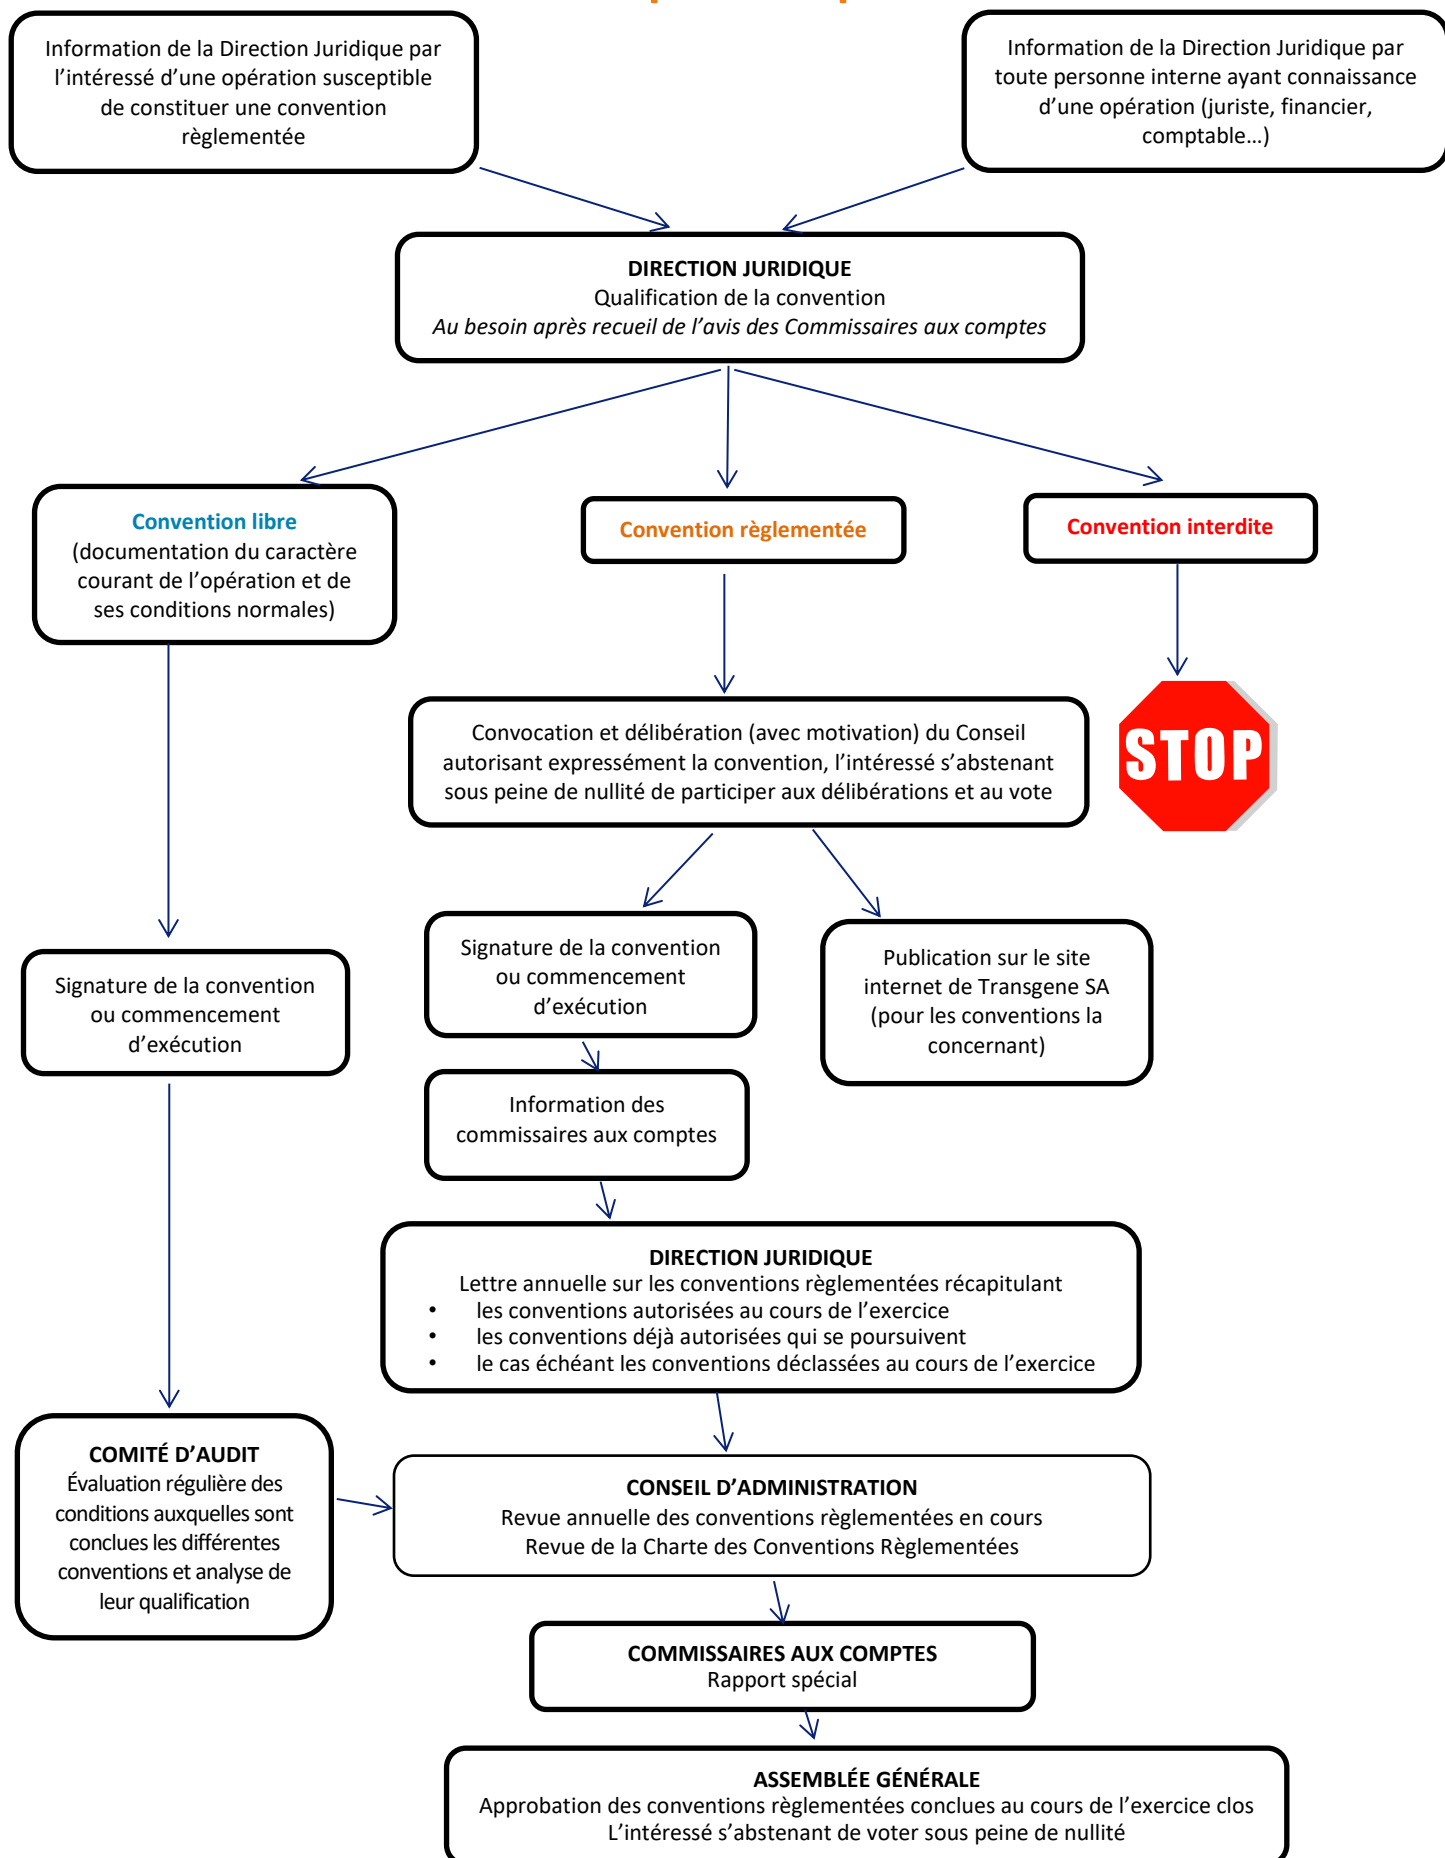 Information de la Direction Juridique par
l’intéressé d’une opération susceptible
de constituer une convention
règlementée
Information de la Direction Juridique par
toute personne interne ayant connaissance
d’une opération (juriste, financier,
comptable…)
DIRECTION JURIDIQUE
Qualification de la convention
Au besoin après recueil de l’avis des Commissaires aux comptes
Convention libre
(documentation du caractère
courant de l’opération et de
ses conditions normales)
Convention règlementée
Convention interdite
Convocation et délibération (avec motivation) du Conseil
autorisant expressément la convention, l’intéressé s’abstenant
sous peine de nullité de participer aux délibérations et au vote
STOP
Signature de la convention
ou commencement
d’exécution
Signature de la convention
ou commencement
d’exécution
Publication sur le site
internet de Transgene SA
(pour les conventions la
concernant)
Information des
commissaires aux comptes
DIRECTION JURIDIQUE
Lettre annuelle sur les conventions règlementées récapitulant
• les conventions autorisées au cours de l’exercice
• les conventions déjà autorisées qui se poursuivent
• le cas échéant les conventions déclassées au cours de l’exercice
COMITÉ D’AUDIT
Évaluation régulière des
conditions auxquelles sont
conclues les différentes
conventions et analyse de
leur qualification
CONSEIL D’ADMINISTRATION
Revue annuelle des conventions règlementées en cours
Revue de la Charte des Conventions Règlementées
COMMISSAIRES AUX COMPTES
Rapport spécial
ASSEMBLÉE GÉNÉRALE
Approbation des conventions règlementées conclues au cours de l’exercice clos
L’intéressé s’abstenant de voter sous peine de nullité